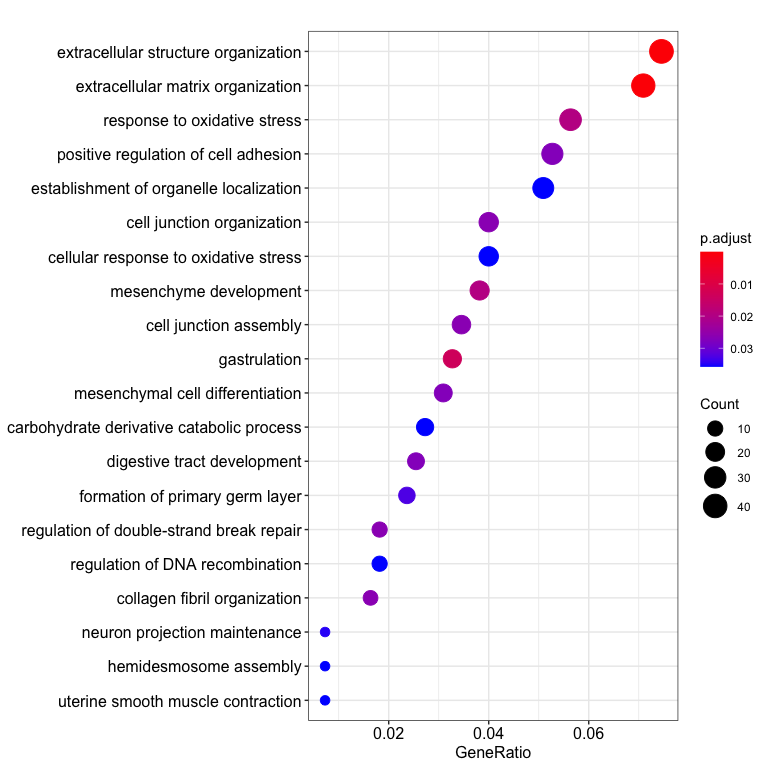 extracellular structure organization
extracellular matrix organization
response to oxidative stress
positive regulation of cell adhesion
establishment of organelle localization
cell junction organization
cellular response to oxidative stress
mesenchyme development
cell junction assembly
gastrulation
mesenchymal cell differentiation
carbohydrate derivative catabolic process
digestive tract development
formation of primary germ layer
regulation of double-strand break repair
regulation of DNA recombination
collagen fibril organization
neuron projection maintenance
hemidesmosome assembly
uterine smooth muscle contraction
0.02 0.04 0.06
GeneRatio
p.adjust
0.01
0.02
0.03
Count
10
20
30
40